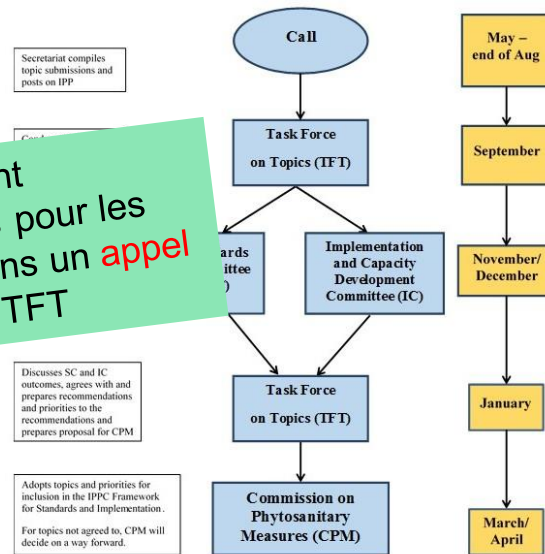 Call
May –
end of Aug
Secretariat compiles
topic submissions and
posts on IPP
Task Force
on Topics (TFT)
September
pour les
un appel
TFT
Implementation
and Capacity
Development
Committee (IC)
November/
December
Discusses SC and IC
outcomes, agrees with and
prepares recommendations
and priorities to the
recommendations and
prepares proposal for CPM
Task Force
on Topics (TFT)
January
Adopts topics and priorities for
inclusion in the IPPC Framework
for Standards and Implementation.
For topics not agreed to, CPM will
decide on a way forward.
Commission on
Phytosanitary
Measures (CPM)
March/
April